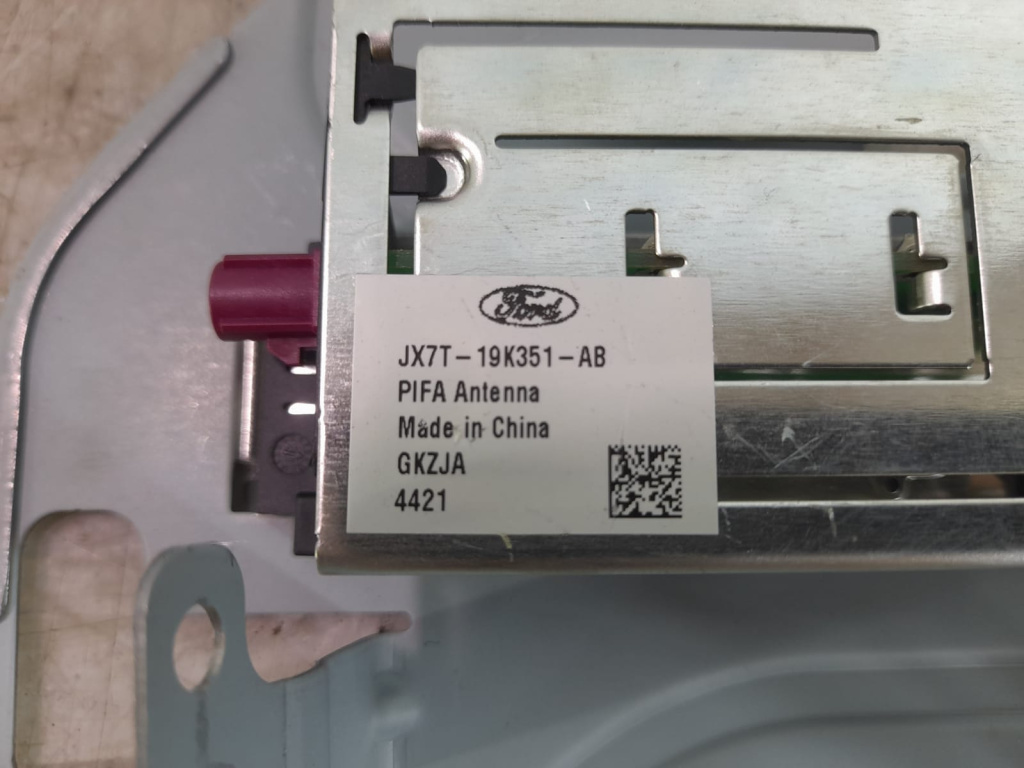 Ford
JX7T-19K351-AB
PIFA Antenna
Made in China
GKZJA
4421